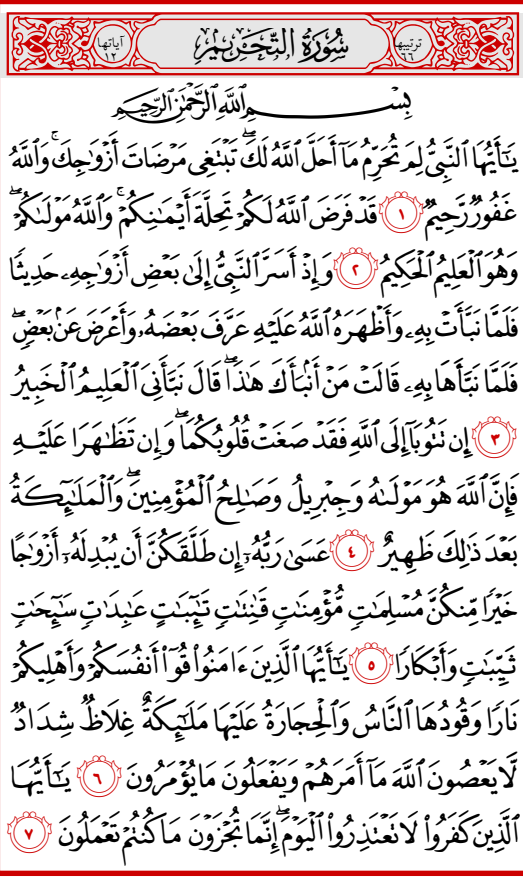 ترتيبها ٦٦ سُورَةُ التَّحْرِيمِ آياتها ١٢
بِسْمِ ٱللَّهِ ٱلرَّحْمَٰنِ ٱلرَّحِيمِ
يَٰٓأَيُّهَا ٱلنَّبِىُّ لِمَ تُحَرِّمُ مَآ أَحَلَّ ٱللَّهُ لَكَ ۖ تَبْتَغِى مَرْضَاتَ أَزْوَٰجِكَ ۚ وَٱللَّهُ
غَفُورٌ رَّحِيمٌ ١ قَدْ فَرَضَ ٱللَّهُ لَكُمْ تَحِلَّةَ أَيْمَٰنِكُمْ ۚ وَٱللَّهُ مَوْلَىٰكُمْ ۖ
وَهُوَ ٱلْعَلِيمُ ٱلْحَكِيمُ ٢ وَإِذْ أَسَرَّ ٱلنَّبِىُّ إِلَىٰ بَعْضِ أَزْوَٰجِهِۦ حَدِيثًا
فَلَمَّا نَبَّأَتْ بِهِۦ وَأَظْهَرَهُ ٱللَّهُ عَلَيْهِ عَرَّفَ بَعْضَهُۥ وَأَعْرَضَ عَنۢ بَعْضٍ ۖ
فَلَمَّا نَبَّأَهَا بِهِۦ قَالَتْ مَنْ أَنۢبَأَكَ هَٰذَا ۖ قَالَ نَبَّأَنِىَ ٱلْعَلِيمُ ٱلْخَبِيرُ
٣ إِن تَتُوبَآ إِلَى ٱللَّهِ فَقَدْ صَغَتْ قُلُوبُكُمَا ۖ وَإِن تَظَٰهَرَا عَلَيْهِ
فَإِنَّ ٱللَّهَ هُوَ مَوْلَىٰهُ وَجِبْرِيلُ وَصَٰلِحُ ٱلْمُؤْمِنِينَ ۖ وَٱلْمَلَٰٓئِكَةُ
بَعْدَ ذَٰلِكَ ظَهِيرٌ ٤ عَسَىٰ رَبُّهُۥٓ إِن طَلَّقَكُنَّ أَن يُبْدِلَهُۥٓ أَزْوَٰجًا
خَيْرًا مِّنكُنَّ مُسْلِمَٰتٍ مُّؤْمِنَٰتٍ قَٰنِتَٰتٍ تَٰٓئِبَٰتٍ عَٰبِدَٰتٍ سَٰٓئِحَٰتٍ
ثَيِّبَٰتٍ وَأَبْكَارًا ٥ يَٰٓأَيُّهَا ٱلَّذِينَ ءَامَنُوا۟ قُوٓا۟ أَنفُسَكُمْ وَأَهْلِيكُمْ
نَارًا وَقُودُهَا ٱلنَّاسُ وَٱلْحِجَارَةُ عَلَيْهَا مَلَٰٓئِكَةٌ غِلَاظٌ شِدَادٌ
لَّا يَعْصُونَ ٱللَّهَ مَآ أَمَرَهُمْ وَيَفْعَلُونَ مَا يُؤْمَرُونَ ٦ يَٰٓأَيُّهَا
ٱلَّذِينَ كَفَرُوا۟ لَا تَعْتَذِرُوا۟ ٱلْيَوْمَ ۖ إِنَّمَا تُجْزَوْنَ مَا كُنتُمْ تَعْمَلُونَ ٧